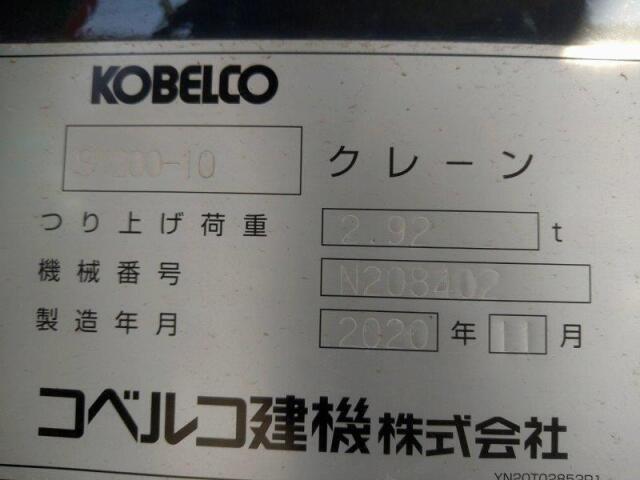 KOBELCO
SK200-10 クレーン
つり上げ荷重 2.92 t
機械番号 N208402
製造年月 2020 年 11 月
コベルコ建機株式会社